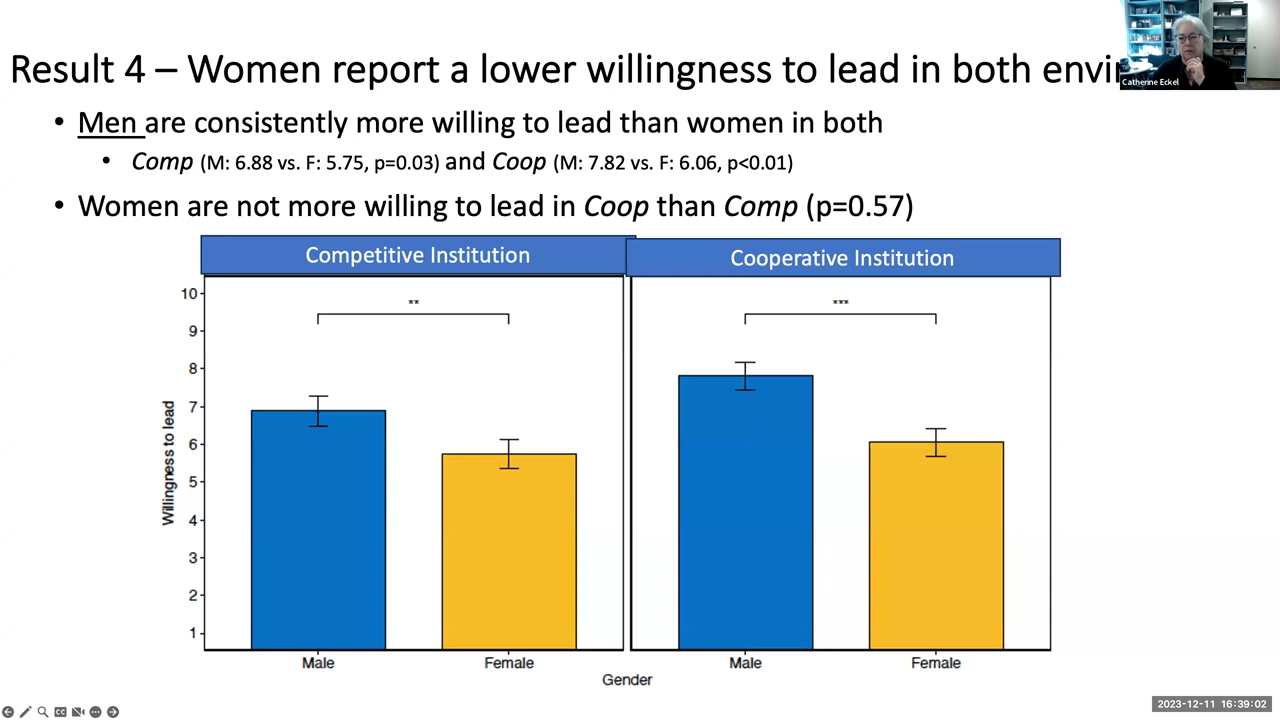 Result 4 – Women report a lower willingness to lead in both envi
Catherine Eckel
• Men are consistently more willing to lead than women in both
• Comp (M: 6.88 vs. F: 5.75, p=0.03) and Coop (M: 7.82 vs. F: 6.06, p<0.01)
• Women are not more willing to lead in Coop than Comp (p=0.57)
Competitive Institution
Cooperative Institution
Willingness to lead
10
9
8
7
6
5
4
3
2
1
**
***
Male
Female
Male
Female
Gender
2023-12-11 16:39:02